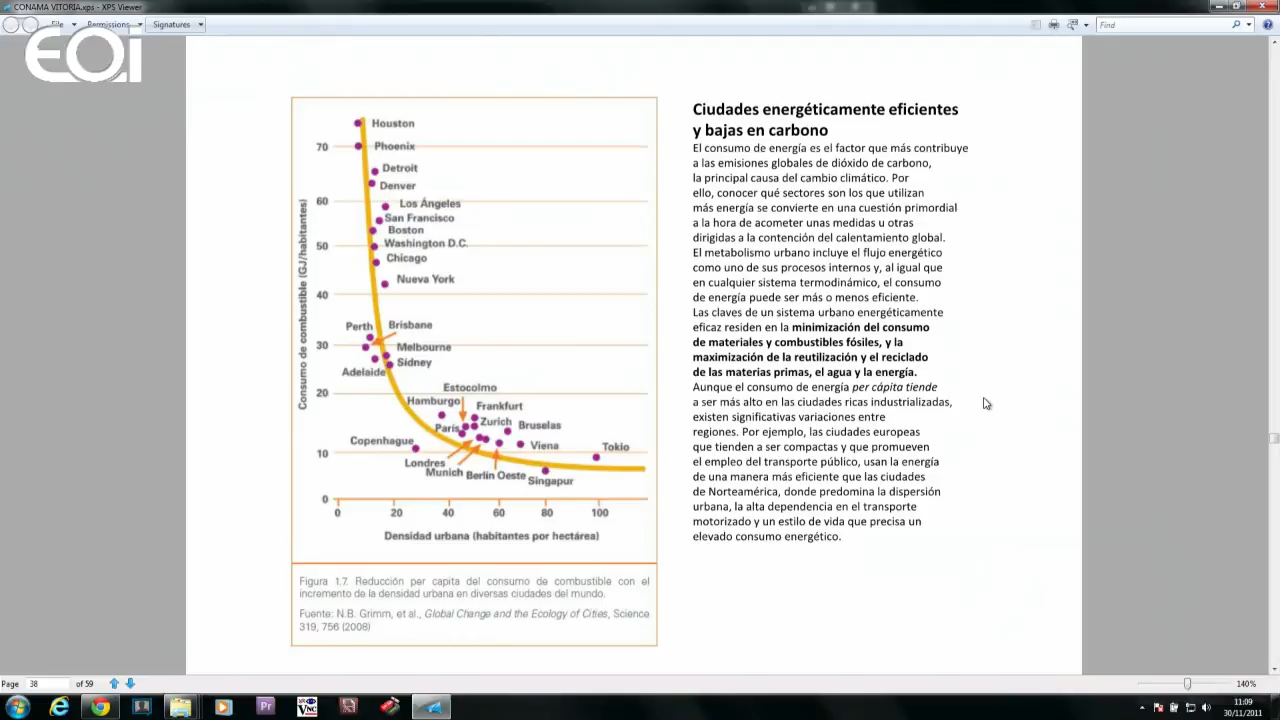 CONAMA VITORIA.xps - XPS Viewer
File Permissions Signatures
Find
EOI
Ciudades energéticamente eficientes
y bajas en carbono
El consumo de energía es el factor que más contribuye
a las emisiones globales de dióxido de carbono,
la principal causa del cambio climático. Por
ello, conocer qué sectores son los que utilizan
más energía se convierte en una cuestión primordial
a la hora de acometer unas medidas u otras
dirigidas a la contención del calentamiento global.
El metabolismo urbano incluye el flujo energético
como uno de sus procesos internos y, al igual que
en cualquier sistema termodinámico, el consumo
de energía puede ser más o menos eficiente.
Las claves de un sistema urbano energéticamente
eficaz residen en la minimización del consumo
de materiales y combustibles fósiles, y la
maximización de la reutilización y el reciclado
de las materias primas, el agua y la energía.
Aunque el consumo de energía per cápita tiende
a ser más alto en las ciudades ricas industrializadas,
existen significativas variaciones entre
regiones. Por ejemplo, las ciudades europeas
que tienden a ser compactas y que promueven
el empleo del transporte público, usan la energía
de una manera más eficiente que las ciudades
de Norteamérica, donde predomina la dispersión
urbana, la alta dependencia en el transporte
motorizado y un estilo de vida que precisa un
elevado consumo energético.
Consumo de combustible (GJ/habitantes)
70
60
50
40
30
20
10
0
Houston
Phoenix
Detroit
Denver
Los Ángeles
San Francisco
Boston
Washington D.C.
Chicago
Nueva York
Perth
Brisbane
Melbourne
Sídney
Adelaide
Estocolmo
Hamburgo
Frankfurt
París
Zurich
Bruselas
Copenhague
Viena
Tokio
Londres
Munich
Berlín Oeste
Singapur
0 20 40 60 80 100
Densidad urbana (habitantes por hectárea)
Figura 1.7. Reducción per capita del consumo de combustible con el
incremento de la densidad urbana en diversas ciudades del mundo.
Fuente: N.B. Grimm, et al., Global Change and the Ecology of Cities, Science
319, 756 (2008)
Page 38 of 59
140%
Pr
VNC
11:09
30/11/2011